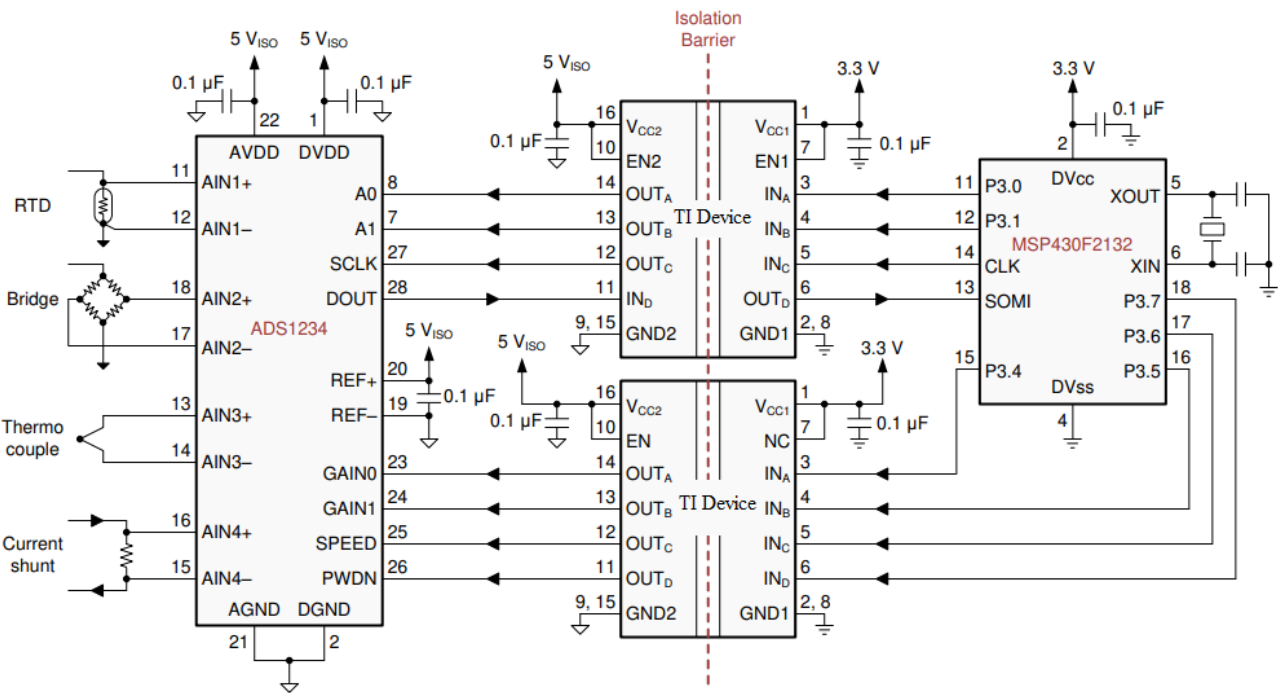 Isolation
Barrier
5 VISO
5 VISO
0.1 µF
0.1 µF
22
1
AVDD
DVDD
ADS1234
RTD
11
AIN1+
12
AIN1–
Bridge
18
AIN2+
17
AIN2–
Thermo
couple
13
AIN3+
14
AIN3–
Current
shunt
16
AIN4+
15
AIN4–
AGND
DGND
21
2
A0
8
A1
7
SCLK
27
DOUT
28
5 VISO
REF+
20
0.1 µF
REF–
19
GAIN0
23
GAIN1
24
SPEED
25
PWDN
26
5 VISO
0.1 µF
16
VCC2
10
EN2
14
OUTA
13
OUTB
12
OUTC
11
IND
9, 15
GND2
TI Device
3.3 V
0.1 µF
VCC1
1
EN1
7
INA
3
INB
4
INC
5
OUTD
6
GND1
2, 8
5 VISO
0.1 µF
16
VCC2
10
EN
14
OUTA
13
OUTB
12
OUTC
11
OUTD
9, 15
GND2
TI Device
3.3 V
0.1 µF
VCC1
1
NC
7
INA
3
INB
4
INC
5
IND
6
GND1
2, 8
3.3 V
0.1 µF
2
DVcc
MSP430F2132
11
P3.0
12
P3.1
14
CLK
13
SOMI
15
P3.4
XOUT
5
XIN
6
P3.7
18
P3.6
17
P3.5
16
DVss
4